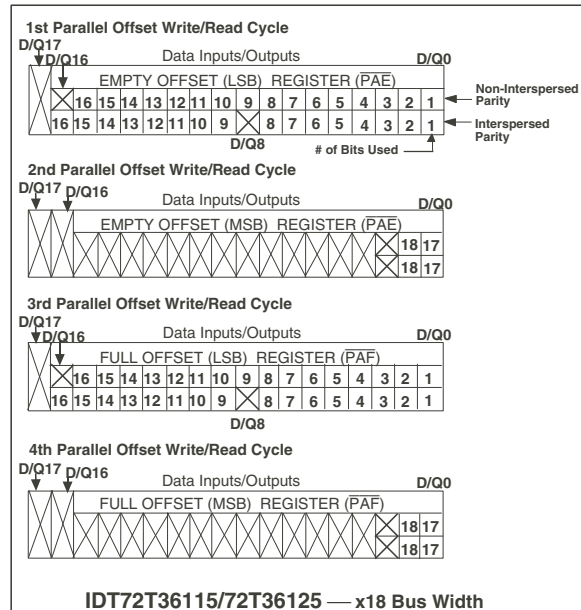 1st Parallel Offset Write/Read Cycle
D/Q17
D/Q16
Data Inputs/Outputs
D/Q0
EMPTY OFFSET (LSB) REGISTER (PAE)
16 15 14 13 12 11 10 9 8 7 6 5 4 3 2 1
Non-Interspersed Parity
16 15 14 13 12 11 10 9 8 7 6 5 4 3 2 1
Interspersed Parity
D/Q8
# of Bits Used
2nd Parallel Offset Write/Read Cycle
D/Q17
D/Q16
Data Inputs/Outputs
D/Q0
EMPTY OFFSET (MSB) REGISTER (PAE)
18 17
18 17
3rd Parallel Offset Write/Read Cycle
D/Q17
D/Q16
Data Inputs/Outputs
D/Q0
FULL OFFSET (LSB) REGISTER (PAF)
16 15 14 13 12 11 10 9 8 7 6 5 4 3 2 1
16 15 14 13 12 11 10 9 8 7 6 5 4 3 2 1
D/Q8
4th Parallel Offset Write/Read Cycle
D/Q17
D/Q16
Data Inputs/Outputs
D/Q0
FULL OFFSET (MSB) REGISTER (PAF)
18 17
18 17
IDT72T36115/72T36125 — x18 Bus Width